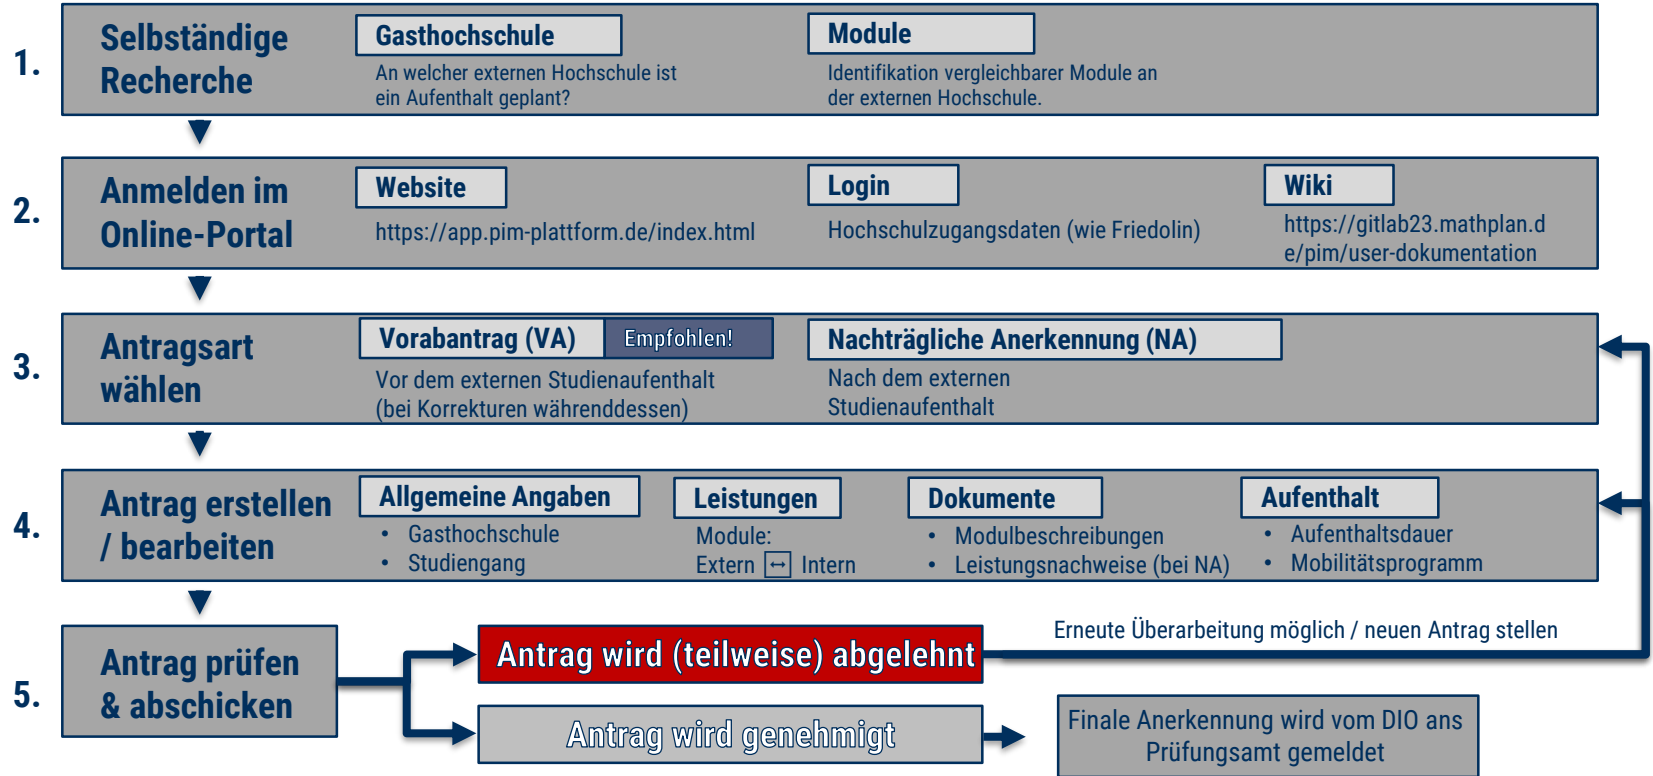 1.
Selbständige
Recherche
Gasthochschule
An welcher externen Hochschule ist
ein Aufenthalt geplant?
Module
Identifikation vergleichbarer Module an
der externen Hochschule.
2.
Anmelden im
Online-Portal
Website
https://app.pim-plattform.de/index.html
Login
Hochschulzugangsdaten (wie Friedolin)
Wiki
https://gitlab23.mathplan.d
e/pim/user-dokumentation
3.
Antragsart
wählen
Vorabantrag (VA)
Empfohlen!
Vor dem externen Studienaufenthalt
(bei Korrekturen währenddessen)
Nachträgliche Anerkennung (NA)
Nach dem externen
Studienaufenthalt
4.
Antrag erstellen
/ bearbeiten
Allgemeine Angaben
• Gasthochschule
• Studiengang
Leistungen
Module:
Extern ↔ Intern
Dokumente
• Modulbeschreibungen
• Leistungsnachweise (bei NA)
Aufenthalt
• Aufenthaltsdauer
• Mobilitätsprogramm
5.
Antrag prüfen
& abschicken
Antrag wird (teilweise) abgelehnt
Erneute Überarbeitung möglich / neuen Antrag stellen
Antrag wird genehmigt
Finale Anerkennung wird vom DIO ans
Prüfungsamt gemeldet